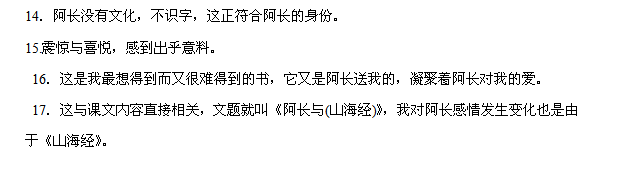 14．阿长没有文化，不识字，这正符合阿长的身份。
15.震惊与喜悦，感到出乎意料。
16．这是我最想得到而又很难得到的书，它又是阿长送我的，凝聚着阿长对我的爱。
17．这与课文内容直接相关，文题就叫《阿长与(山海经)》，我对阿长感情发生变化也是由
于《山海经》。